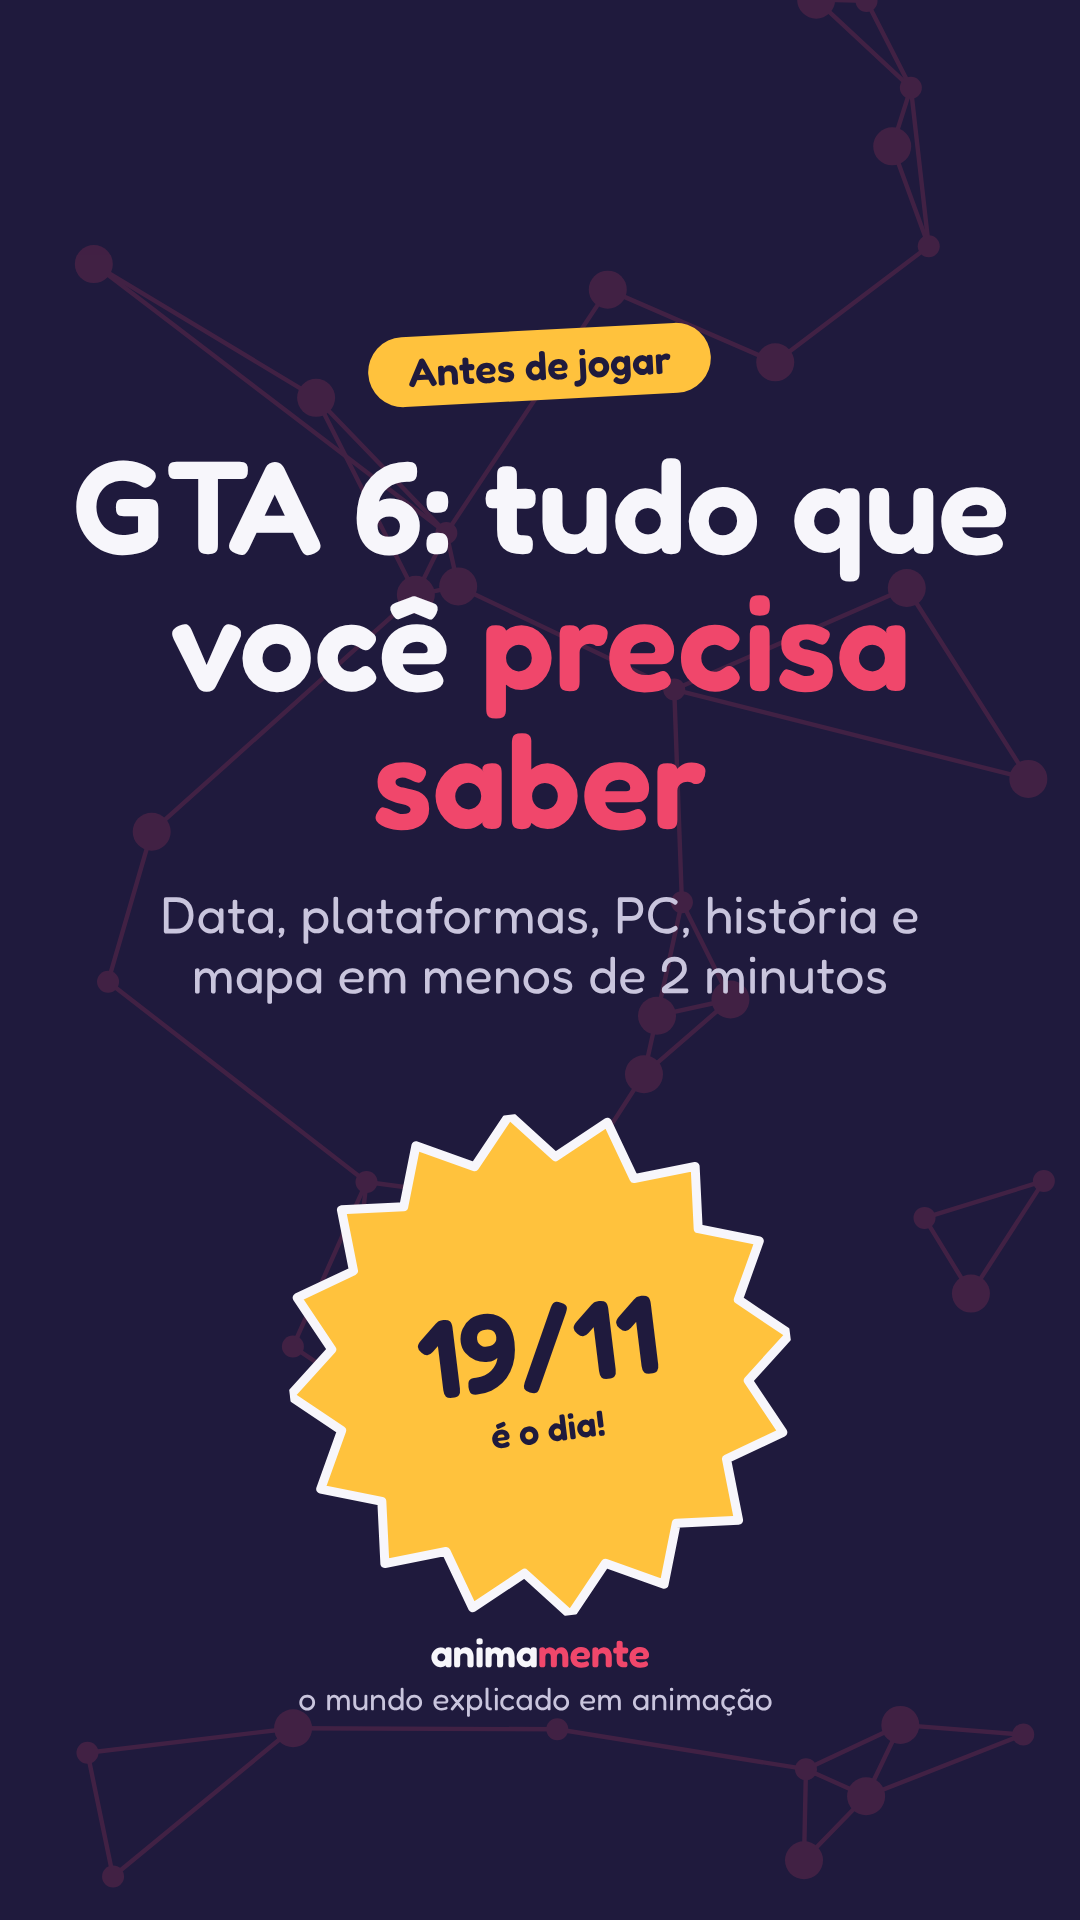 Antes de jogar
GTA 6: tudo que
você precisa
saber
Data, plataformas, PC, história e
mapa em menos de 2 minutos
19/11
é o dia!
animamente
o mundo explicado em animação